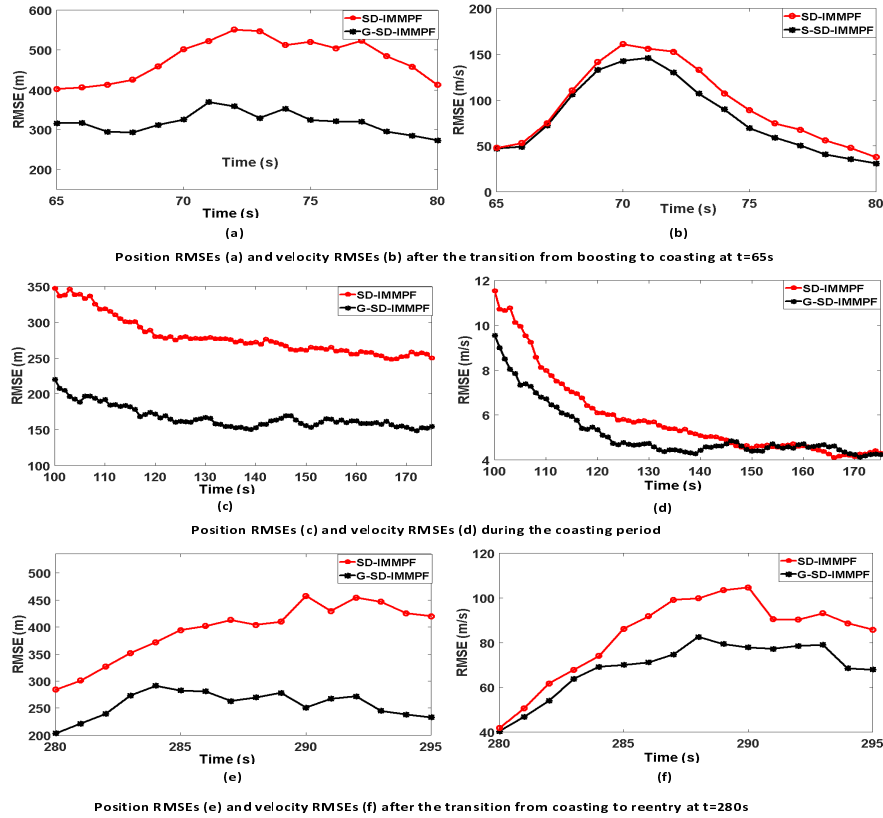 600
500
400
300
200
RMSE (m)
SD-IMMPF
G-SD-IMMPF
Time (s)
65 70 75 80
Time (s)
(a)
200
150
100
50
0
RMSE (m/s)
SD-IMMPF
S-SD-IMMPF
65 70 75 80
Time (s)
(b)
Position RMSEs (a) and velocity RMSEs (b) after the transition from boosting to coasting at t=65s
350
300
250
200
150
100
RMSE (m)
SD-IMMPF
G-SD-IMMPF
100 110 120 130 140 150 160 170
Time (s)
(c)
12
10
8
6
4
RMSE (m/s)
SD-IMMPF
G-SD-IMMPF
100 110 120 130 140 150 160 170
Time (s)
(d)
Position RMSEs (c) and velocity RMSEs (d) during the coasting period
500
450
400
350
300
250
200
RMSE (m)
SD-IMMPF
G-SD-IMMPF
280 285 290 295
Time (s)
(e)
120
100
80
60
40
RMSE (m/s)
SD-IMMPF
G-SD-IMMPF
280 285 290 295
Time (s)
(f)
Position RMSEs (e) and velocity RMSEs (f) after the transition from coasting to reentry at t=280s